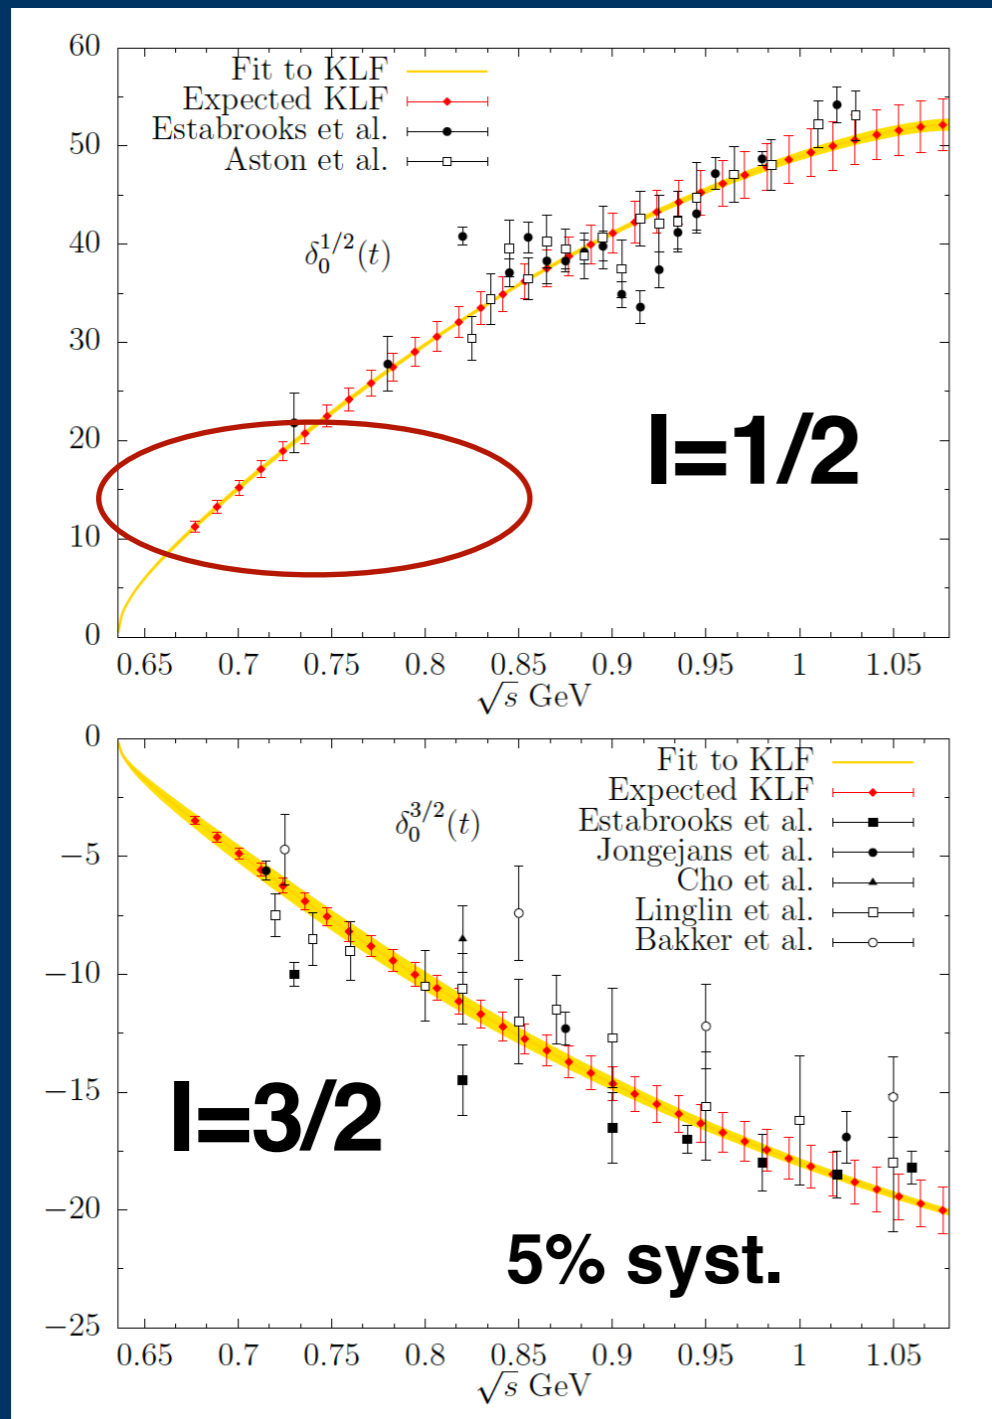 60
50
40
30
20
10
0
Fit to KLF
Expected KLF
Estabrooks et al.
Aston et al.
δ₀^{1/2}(t)
I=1/2
0.65 0.7 0.75 0.8 0.85 0.9 0.95 1 1.05
√s GeV
0
−5
−10
−15
−20
−25
Fit to KLF
Expected KLF
Estabrooks et al.
Jongejans et al.
Cho et al.
Linglin et al.
Bakker et al.
δ₀^{3/2}(t)
I=3/2
5% syst.
0.65 0.7 0.75 0.8 0.85 0.9 0.95 1 1.05
√s GeV